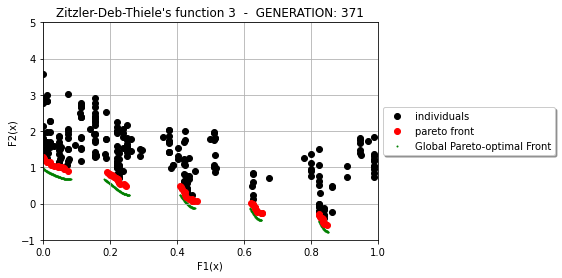 Zitzler-Deb-Thiele's function 3 - GENERATION: 371
5
4
3
2
1
0
−1
F2(x)
0.0 0.2 0.4 0.6 0.8 1.0
F1(x)
individuals
pareto front
Global Pareto-optimal Front